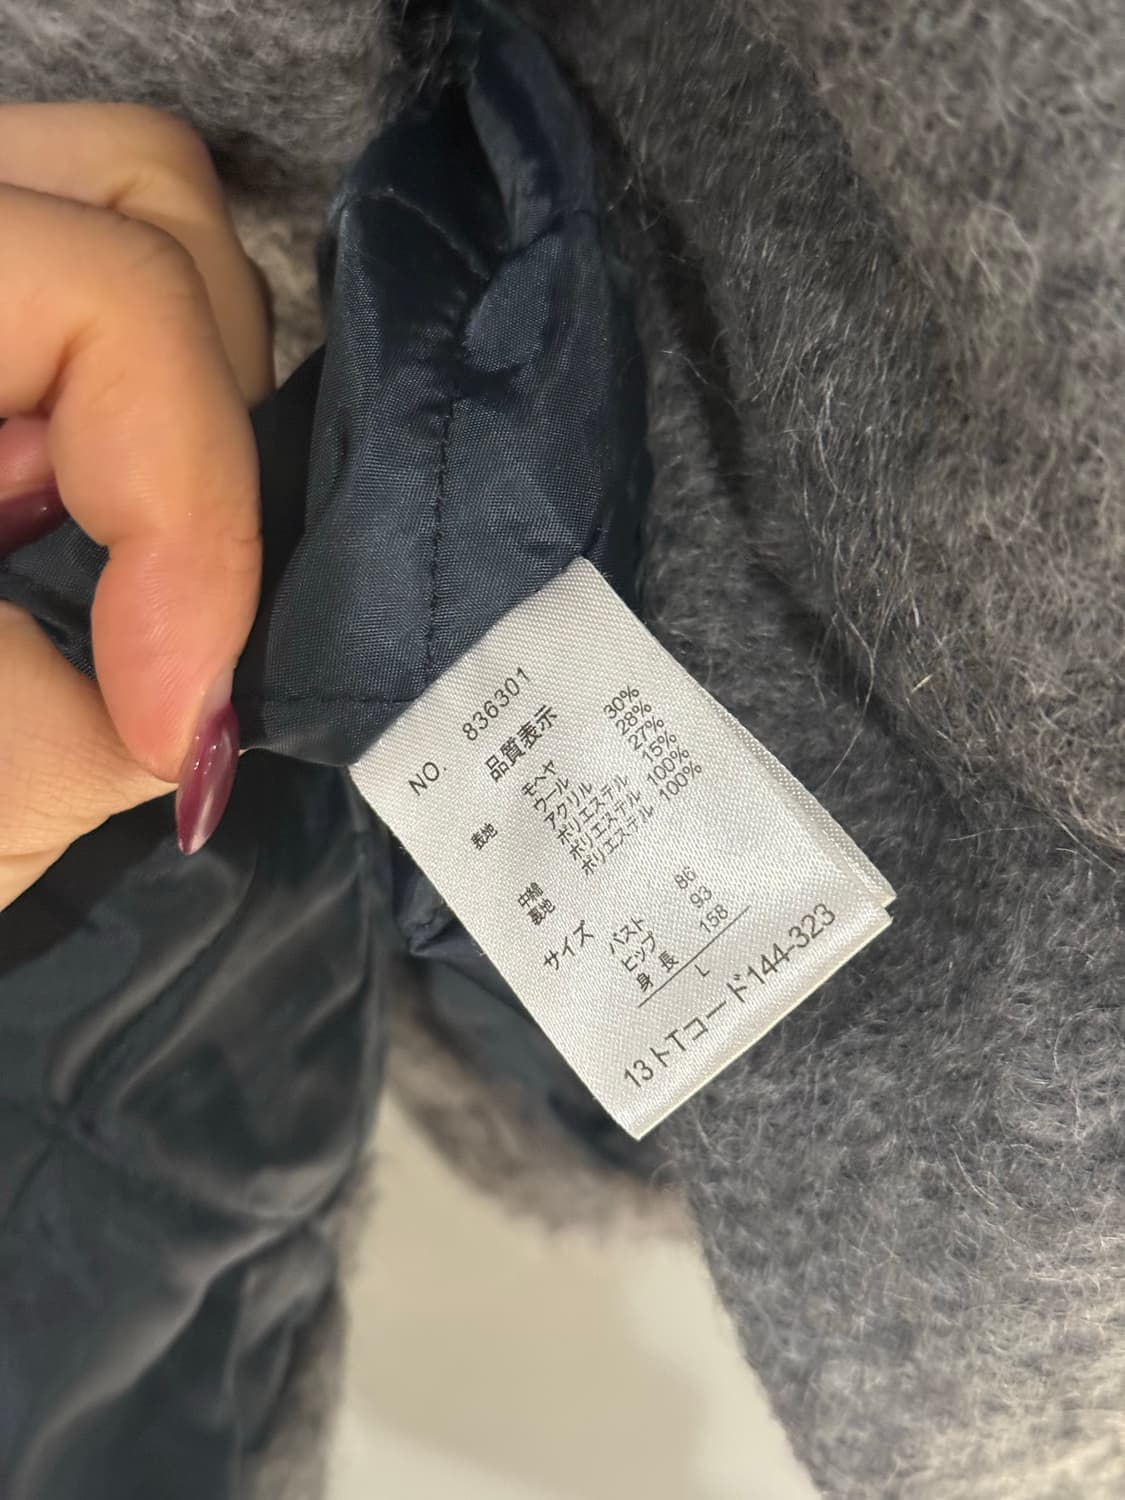 NO. 836301
品質表示
表地 モヘヤ 30%
ウール 28%
アクリル 27%
ポリエステル 15%
中綿 ポリエステル 100%
裏地 ポリエステル 100%
サイズ バスト 86
ヒップ 93
身長 158
L
13トTコード144-323